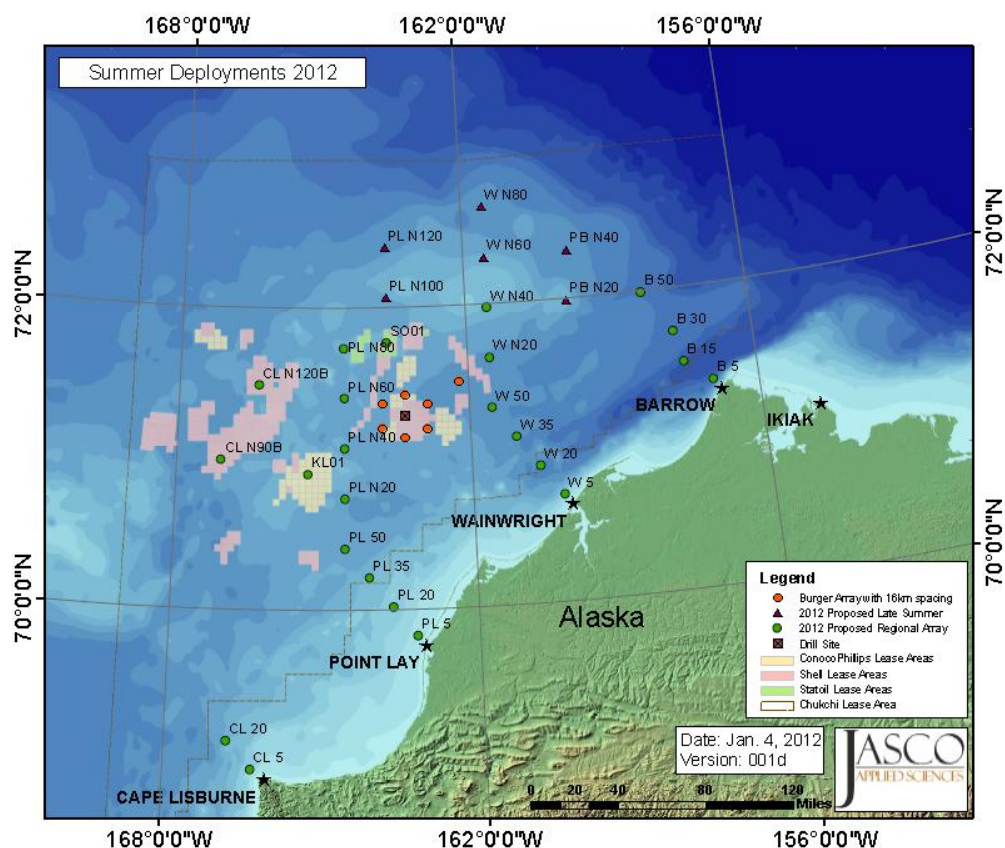 168°0'0"W
162°0'0"W
156°0'0"W
Summer Deployments 2012
W N80
PL N120
W N60
PB N40
72°0'0"N
72°0'0"N
PL N100
W N40
PB N20
B 50
SO01
B 30
PL N80
W N20
B 15
CL N120B
PL N60
B 5
W 50
BARROW
IKIAK
PL N40
W 35
CL N90B
KL01
W 20
PL N20
W 5
WAINWRIGHT
PL 50
70°0'0"N
70°0'0"N
PL 35
PL 20
Alaska
PL 5
POINT LAY
Legend
Burger Array with 16km spacing
2012 Proposed Late Summer
2012 Proposed Regional Array
Drill Site
ConocoPhillips Lease Areas
Shell Lease Areas
Statoil Lease Areas
Chukchi Lease Area
CL 20
CL 5
CAPE LISBURNE
Date: Jan. 4, 2012
Version: 001d
JASCO
APPLIED SCIENCES
0 20 40 80 120
Miles
168°0'0"W
162°0'0"W
156°0'0"W